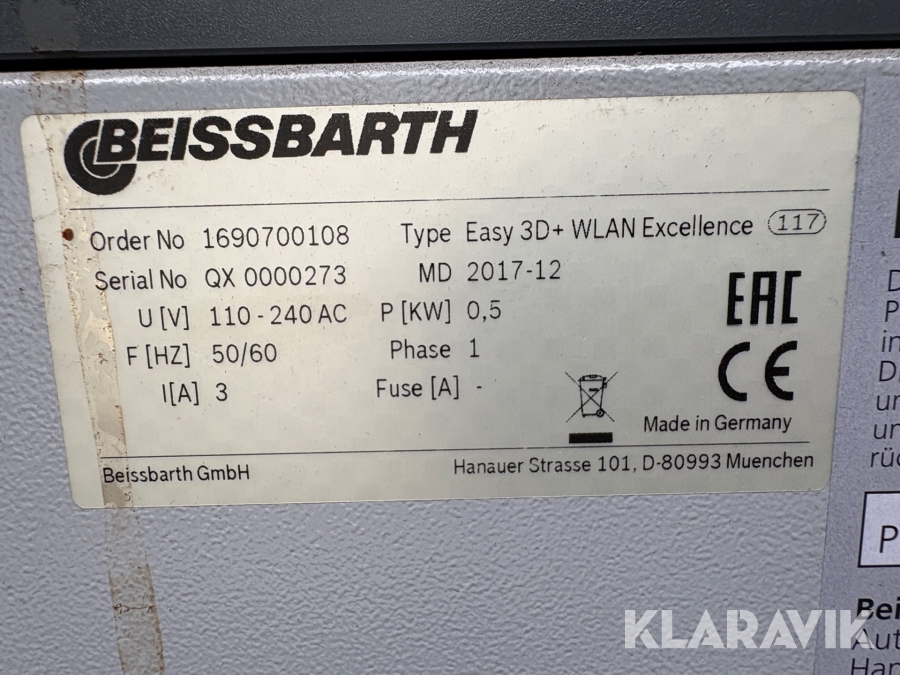 BEISSBARTH
Order No 1690700108 Type Easy 3D+ WLAN Excellence 117
Serial No QX 0000273 MD 2017-12
U [V] 110 - 240 AC P [KW] 0,5
F [HZ] 50/60 Phase 1
I[A] 3 Fuse [A] -
EAC
CE
Made in Germany
Beissbarth GmbH Hanauer Strasse 101, D-80993 Muenchen
P
KLARAVIK